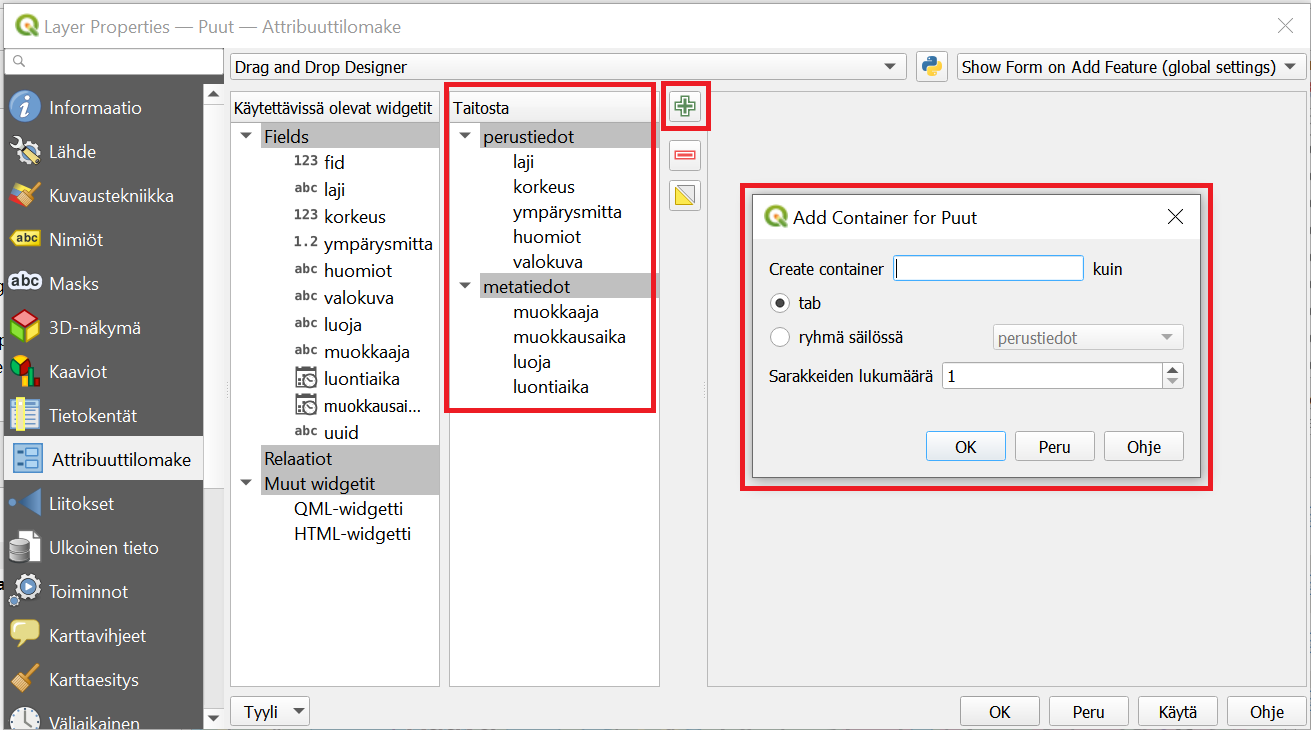 Layer Properties — Puut — Attribuuttilomake
Drag and Drop Designer
Show Form on Add Feature (global settings)
Informaatio
Lähde
Kuvaustekniikka
abc Nimiöt
abc Masks
3D-näkymä
Kaaviot
Tietokentät
Attribuuttilomake
Liitokset
Ulkoinen tieto
Toiminnot
Karttavihjeet
Karttaesitys
Väliaikainen
Käytettävissä olevat widgetit
Fields
123 fid
abc laji
123 korkeus
1.2 ympärysmitta
abc huomiot
abc valokuva
abc luoja
abc muokkaaja
luontiaika
muokkausai...
abc uuid
Relaatiot
Muut widgetit
QML-widgetti
HTML-widgetti
Taitosta
perustiedot
laji
korkeus
ympärysmitta
huomiot
valokuva
metatiedot
muokkaaja
muokkausaika
luoja
luontiaika
Add Container for Puut
Create container kuin
tab
ryhmä säilössä perustiedot
Sarakkeiden lukumäärä 1
OK Peru Ohje
Tyyli
OK Peru Käytä Ohje